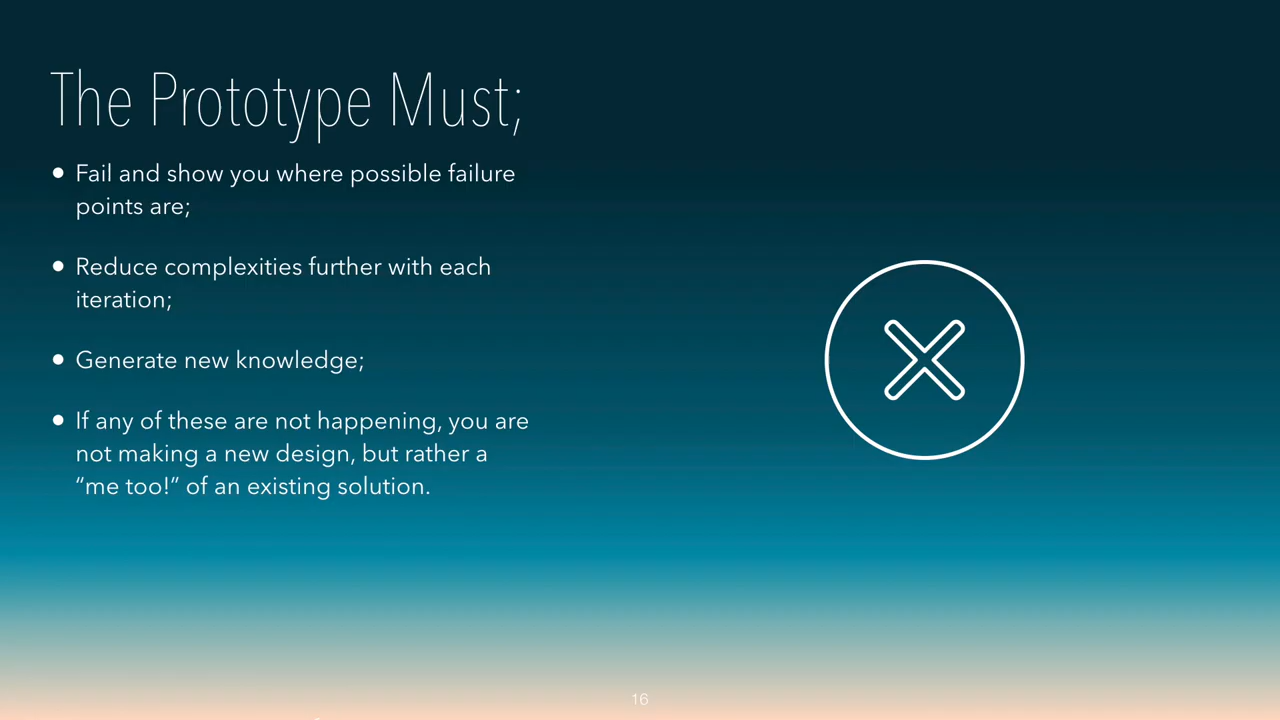 The Prototype Must;
• Fail and show you where possible failure
points are;
• Reduce complexities further with each
iteration;
• Generate new knowledge;
• If any of these are not happening, you are
not making a new design, but rather a
“me too!” of an existing solution.
16